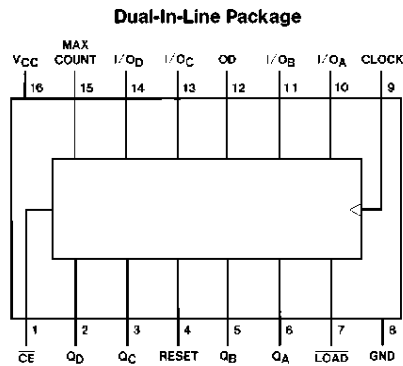 Dual-In-Line Package
VCC MAX COUNT I/OD I/OC OD I/OB I/OA CLOCK
16 15 14 13 12 11 10 9
1 2 3 4 5 6 7 8
CE QD QC RESET QB QA LOAD GND